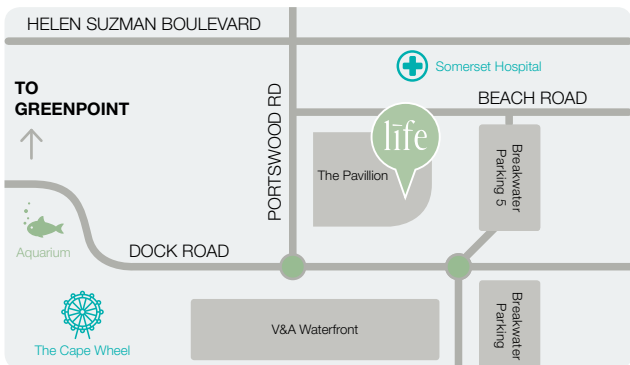 HELEN SUZMAN BOULEVARD
Somerset Hospital
TO
GREENPOINT
BEACH ROAD
PORTSWOOD RD
līfe
The Pavillion
Breakwater
Parking 5
Aquarium
DOCK ROAD
V&A Waterfront
Breakwater
Parking
The Cape Wheel